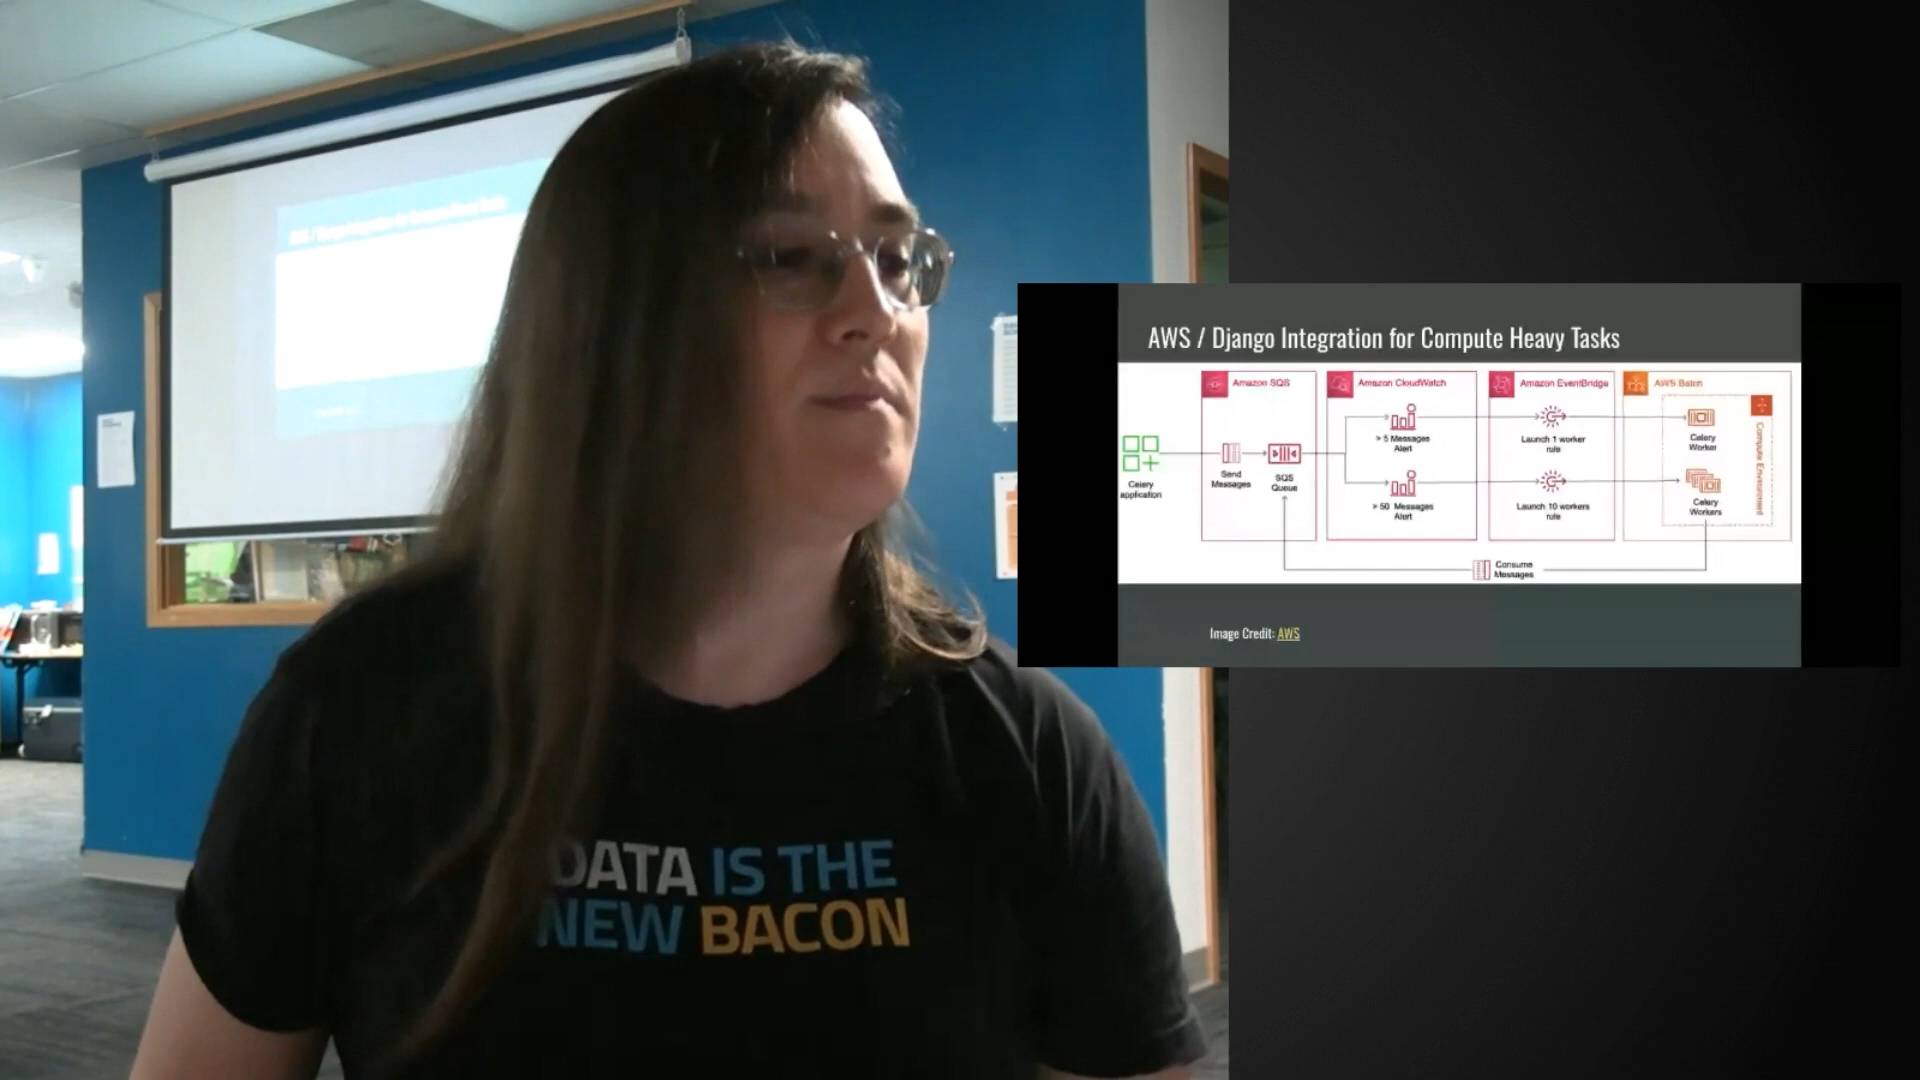 DATA IS THE
NEW BACON
AWS / Django Integration for Compute Heavy Tasks
Amazon SQS
Amazon CloudWatch
Amazon EventBridge
AWS Batch
Celery
application
Send
Messages
SQS
Queue
> 5 Messages
Alert
> 50 Messages
Alert
Launch 1 worker
rule
Launch 10 workers
rule
Celery
Worker
Celery
Workers
Compute Environment
Consume
Messages
Image Credit: AWS